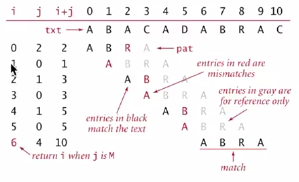 i j i+j 0 1 2 3 4 5 6 7 8 9 10
txt A B A C A D A B R A C
0 2 2 A B R A pat
1 0 1 A B R A
2 1 3 A B R A
3 0 3 A B R A
4 1 5 A B R A
5 0 5 A B R A
6 4 10 A B R A
entries in red are
mismatches
entries in gray are
for reference only
entries in black
match the text
return i when j is M
match